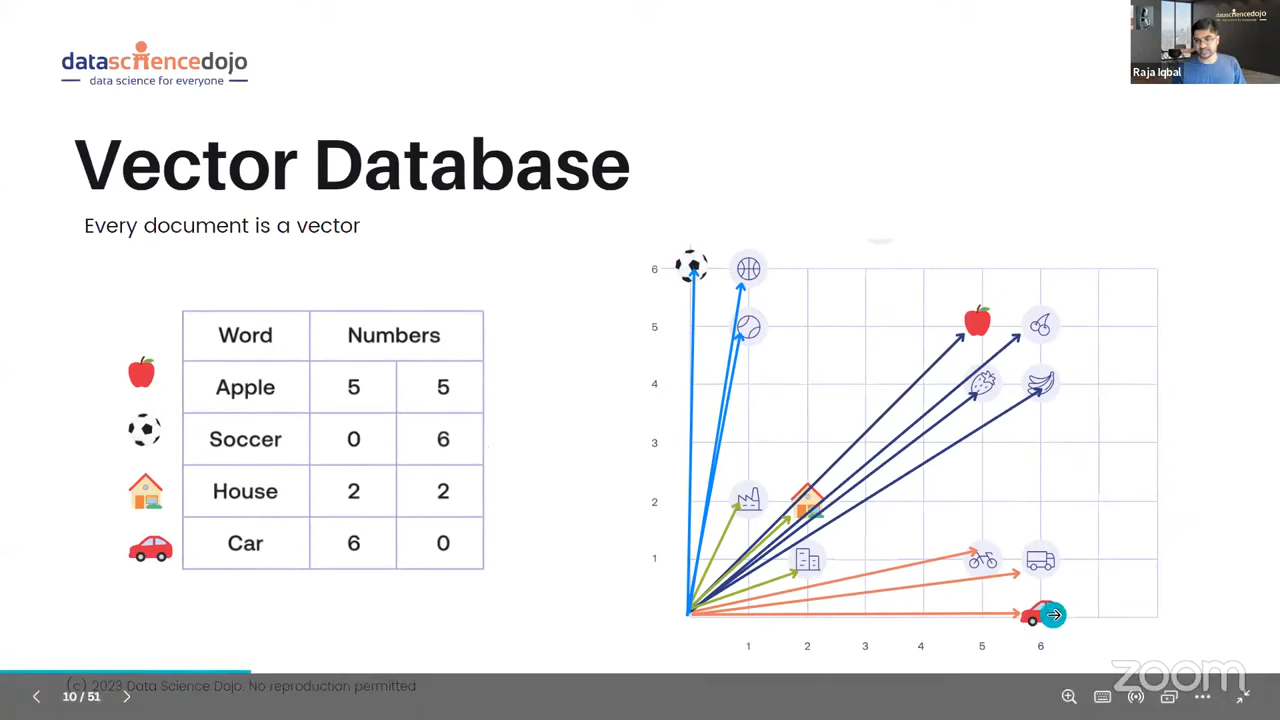 datasciencedojo
data science for everyone
datasciencedojo
Raja Iqbal
Vector Database
Every document is a vector
Word Numbers
Apple 5 5
Soccer 0 6
House 2 2
Car 6 0
6
5
4
3
2
1
1 2 3 4 5 6
(c) 2023 Data Science Dojo. No reproduction permitted
10 / 51
zoom